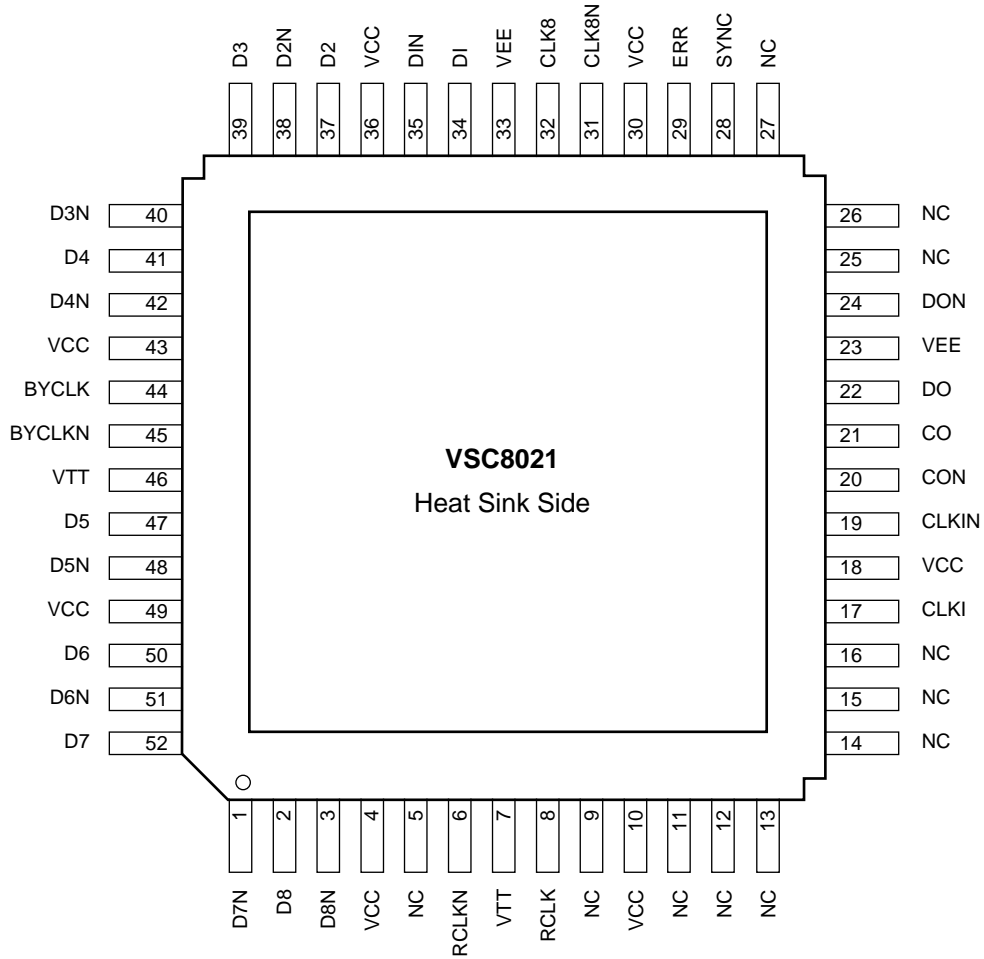 D3 D2N D2 VCC DIN DI VEE CLK8 CLK8N VCC ERR SYNC NC
39 38 37 36 35 34 33 32 31 30 29 28 27
D3N 40 26 NC
D4 41 25 NC
D4N 42 24 DON
VCC 43 23 VEE
BYCLK 44 22 DO
BYCLKN 45 21 CO
VTT 46 20 CON
D5 47 19 CLKIN
D5N 48 18 VCC
VCC 49 17 CLKI
D6 50 16 NC
D6N 51 15 NC
D7 52 14 NC
VSC8021
Heat Sink Side
1 2 3 4 5 6 7 8 9 10 11 12 13
D7N D8 D8N VCC NC RCLKN VTT RCLK NC VCC NC NC NC